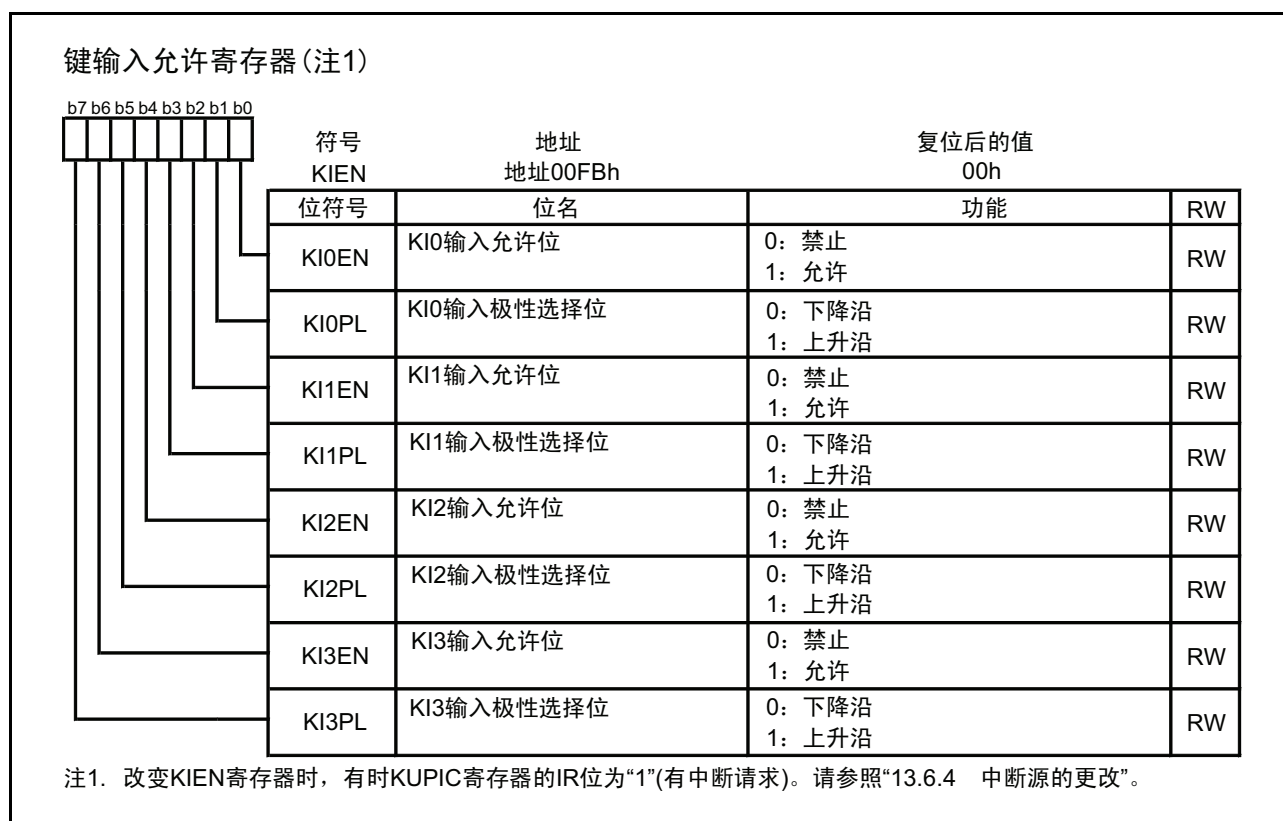 键输入允许寄存器(注1)
b7 b6 b5 b4 b3 b2 b1 b0
符号 地址 复位后的值
KIEN 地址00FBh 00h
位符号 位名 功能 RW
KI0EN KI0输入允许位 0：禁止 RW
1：允许
KI0PL KI0输入极性选择位 0：下降沿 RW
1：上升沿
KI1EN KI1输入允许位 0：禁止 RW
1：允许
KI1PL KI1输入极性选择位 0：下降沿 RW
1：上升沿
KI2EN KI2输入允许位 0：禁止 RW
1：允许
KI2PL KI2输入极性选择位 0：下降沿 RW
1：上升沿
KI3EN KI3输入允许位 0：禁止 RW
1：允许
KI3PL KI3输入极性选择位 0：下降沿 RW
1：上升沿
注1. 改变KIEN寄存器时，有时KUPIC寄存器的IR位为“1”(有中断请求)。请参照“13.6.4 中断源的更改”。